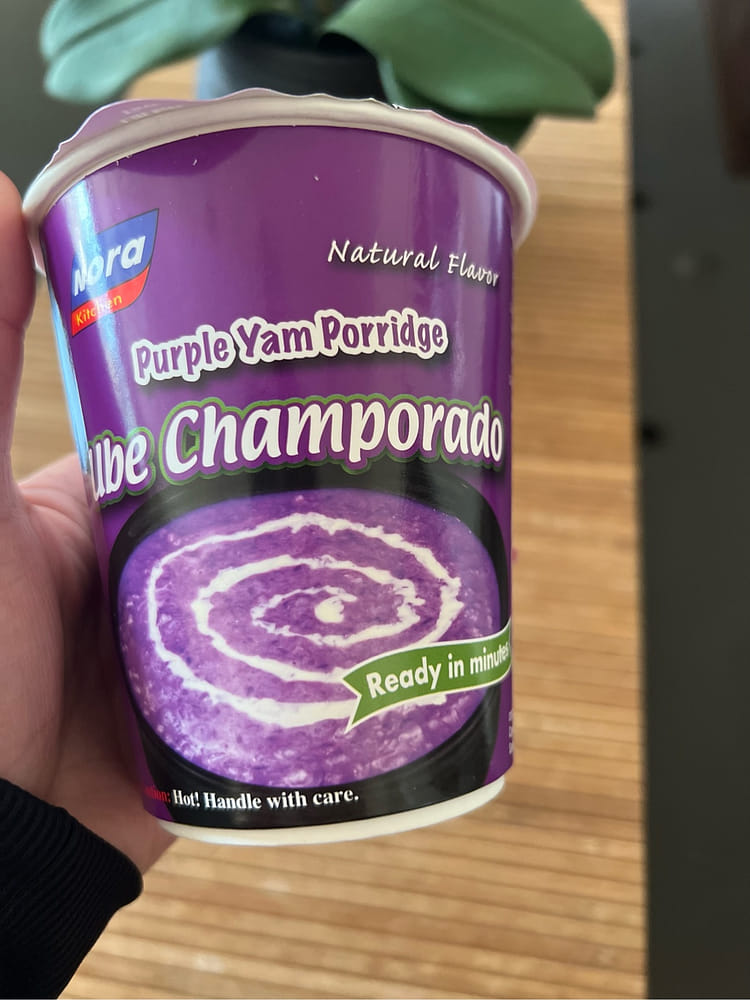 Nora
Kitchen
Natural Flavor
Purple Yam Porridge
Ube Champorado
Ready in minutes
Hot! Handle with care.